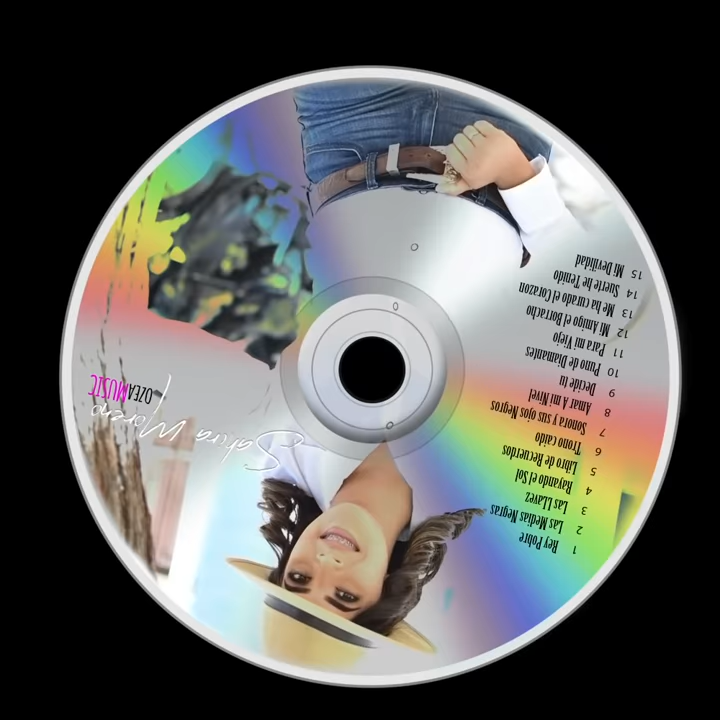 1 Rey Pobre
2 Las Medias Negras
3 Las LLavez
4 Rayando el Sol
5 Libro de Recuerdos
6 Trono caido
7 Sonora y sus ojos Negros
8 Amar A mi Nivel
9 Decide tu
10 Puno de Diamantes
11 Para mi Viejo
12 Mi Amigo el Borracho
13 Me ha curado el Corazon
14 Suerte he Tenido
15 Mi Devilidad
Sahira Moreno
OZEAMUSIC